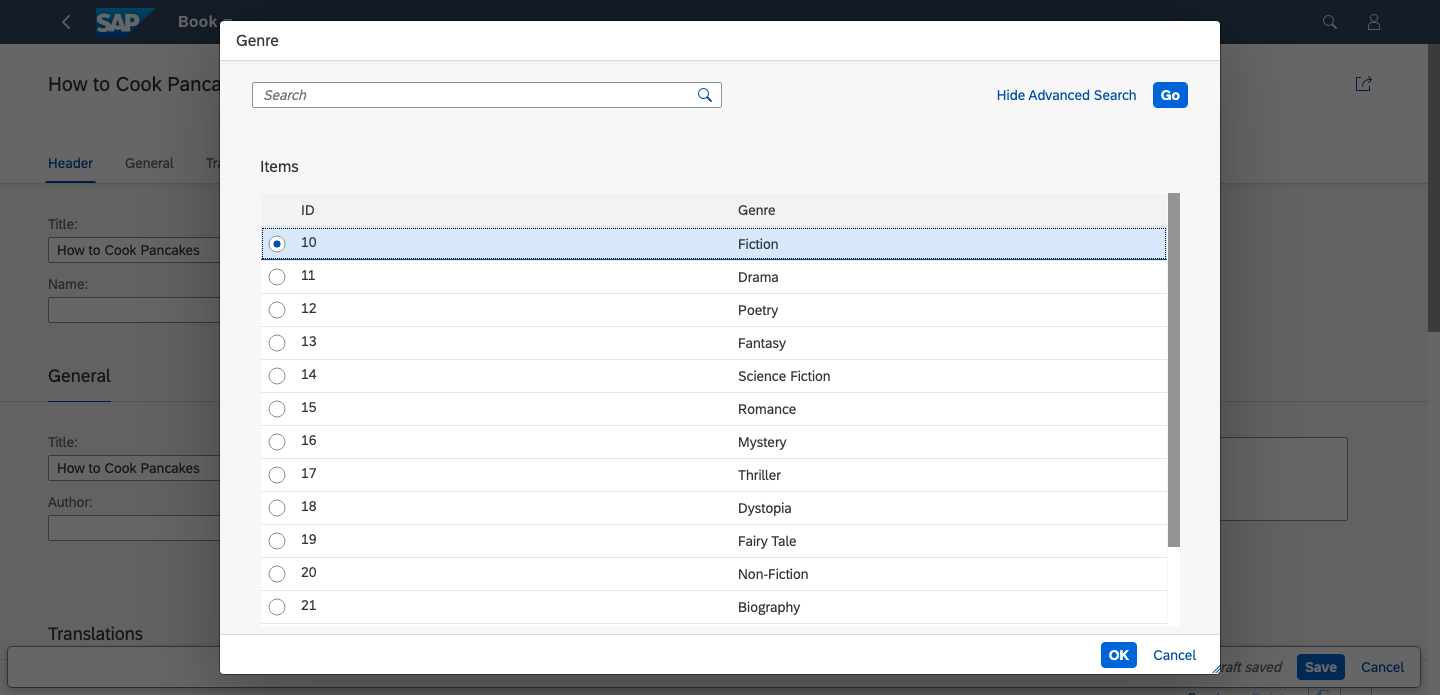 SAP Book
Genre
How to Cook Panca
Search
Hide Advanced Search Go
Header General Tra
Items
ID Genre
10 Fiction
11 Drama
12 Poetry
13 Fantasy
14 Science Fiction
15 Romance
16 Mystery
17 Thriller
18 Dystopia
19 Fairy Tale
20 Non-Fiction
21 Biography
OK Cancel
Title:
How to Cook Pancakes
Name:
General
Title:
How to Cook Pancakes
Author:
Translations
raft saved Save Cancel